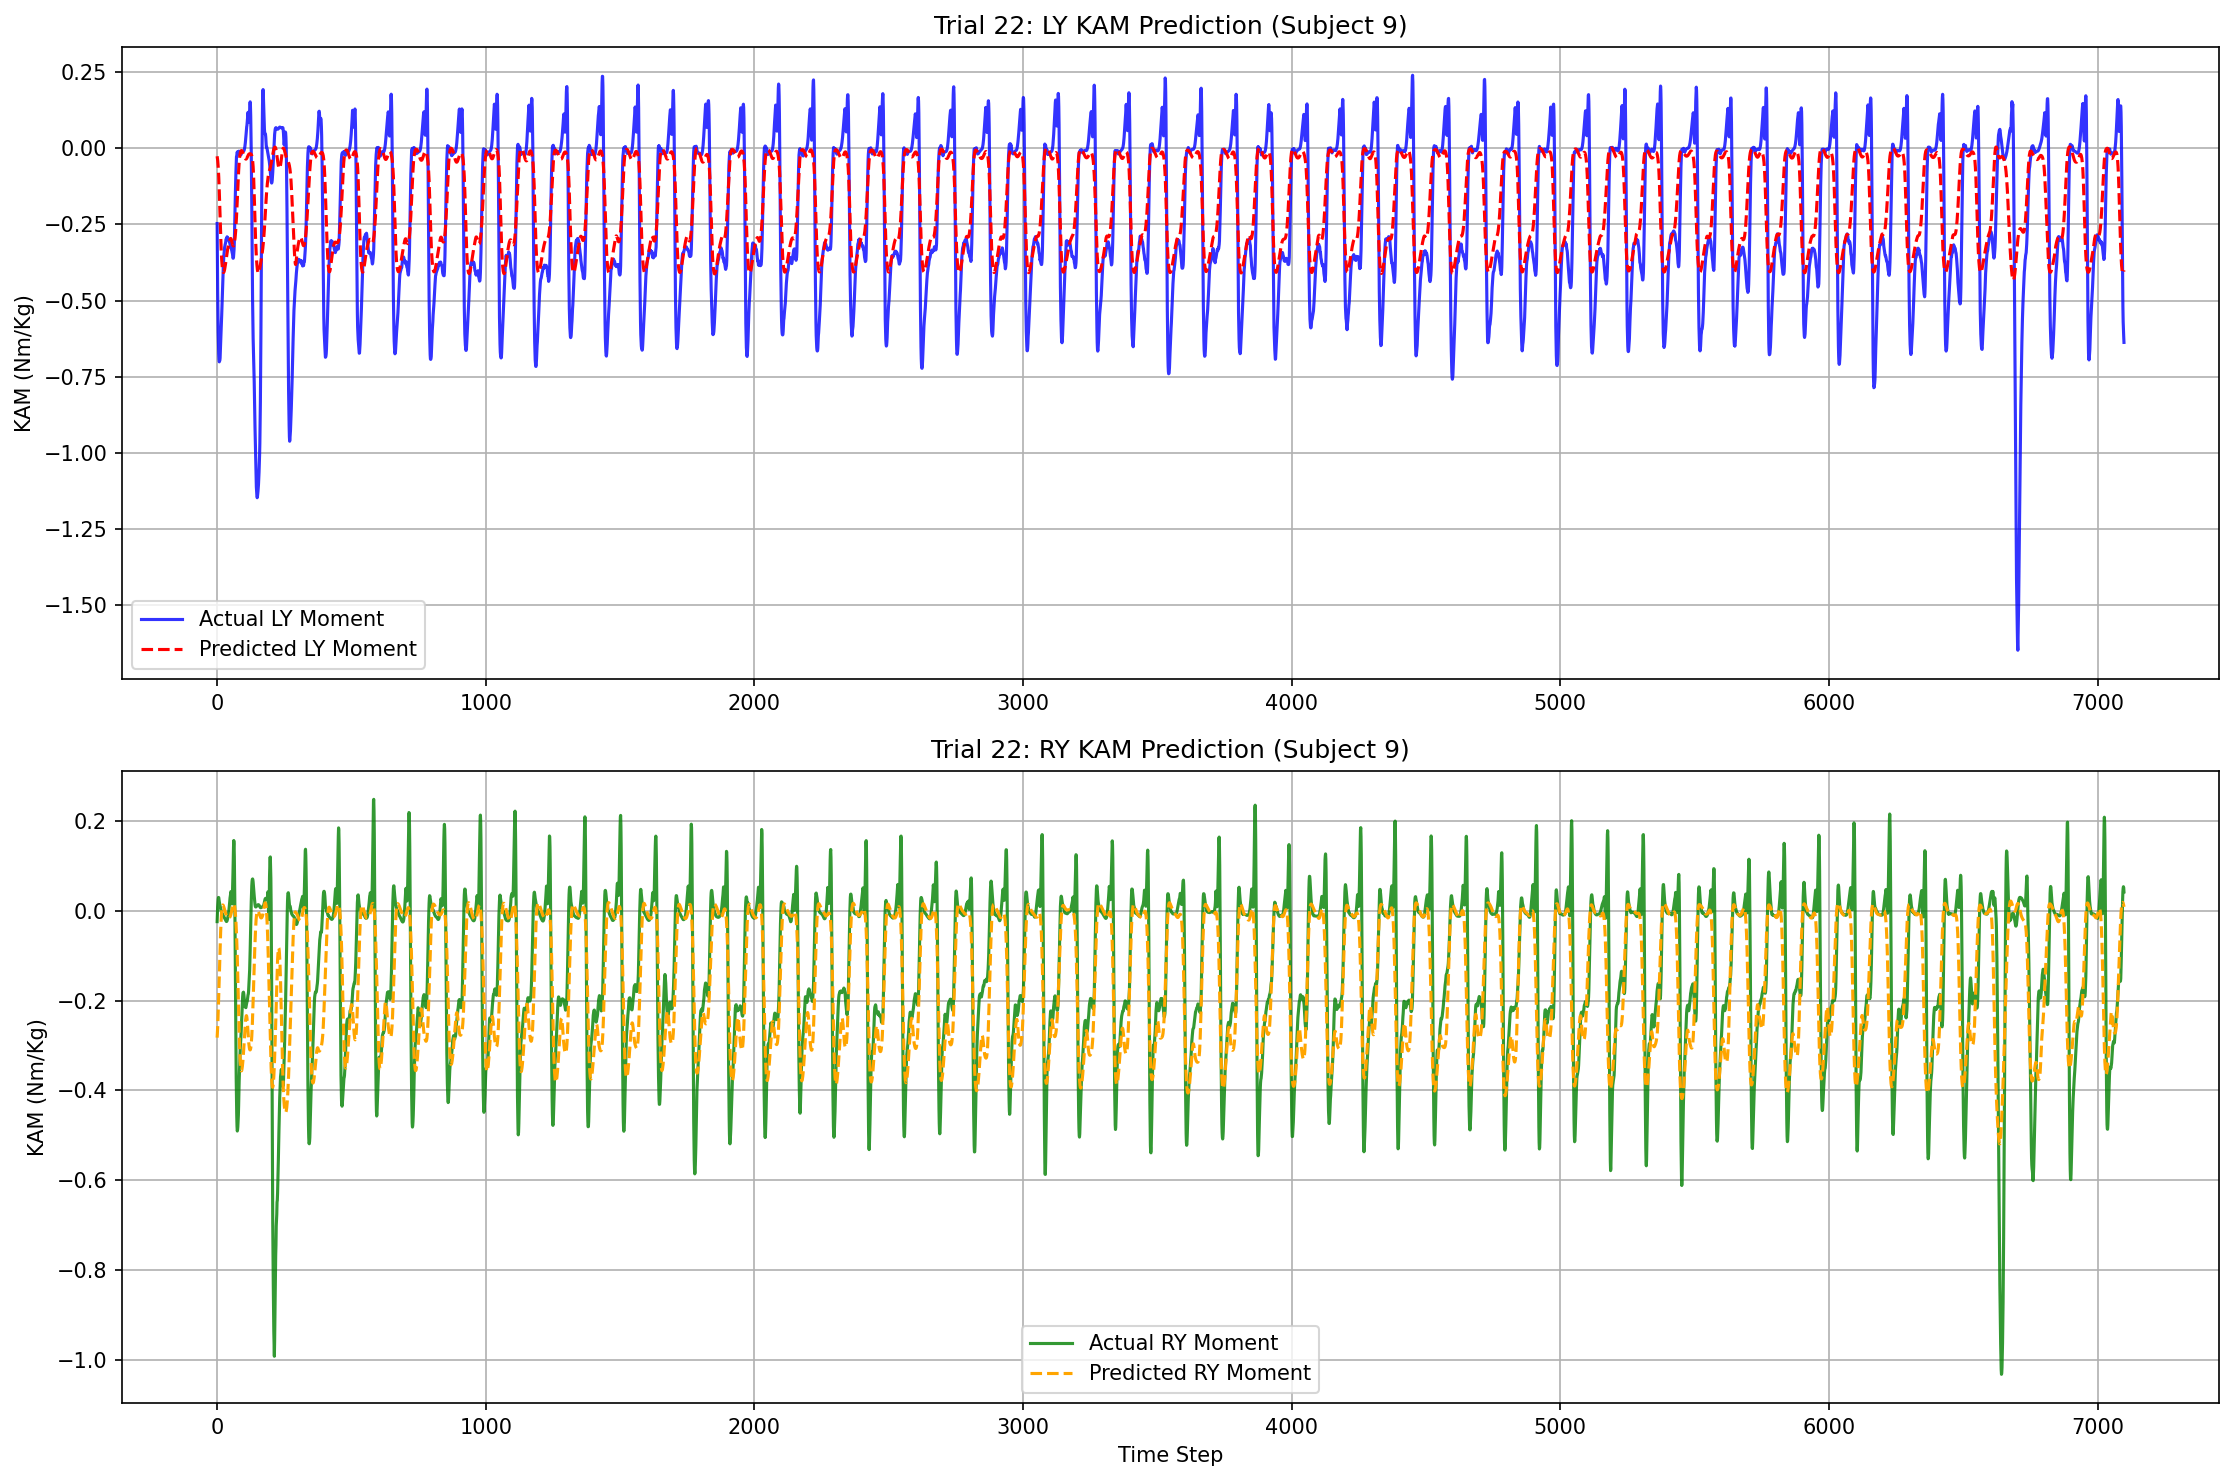 Trial 22: LY KAM Prediction (Subject 9)
KAM (Nm/Kg)
0.25
0.00
−0.25
−0.50
−0.75
−1.00
−1.25
−1.50
Actual LY Moment
Predicted LY Moment
0 1000 2000 3000 4000 5000 6000 7000
Trial 22: RY KAM Prediction (Subject 9)
KAM (Nm/Kg)
0.2
0.0
−0.2
−0.4
−0.6
−0.8
−1.0
Actual RY Moment
Predicted RY Moment
0 1000 2000 3000 4000 5000 6000 7000
Time Step